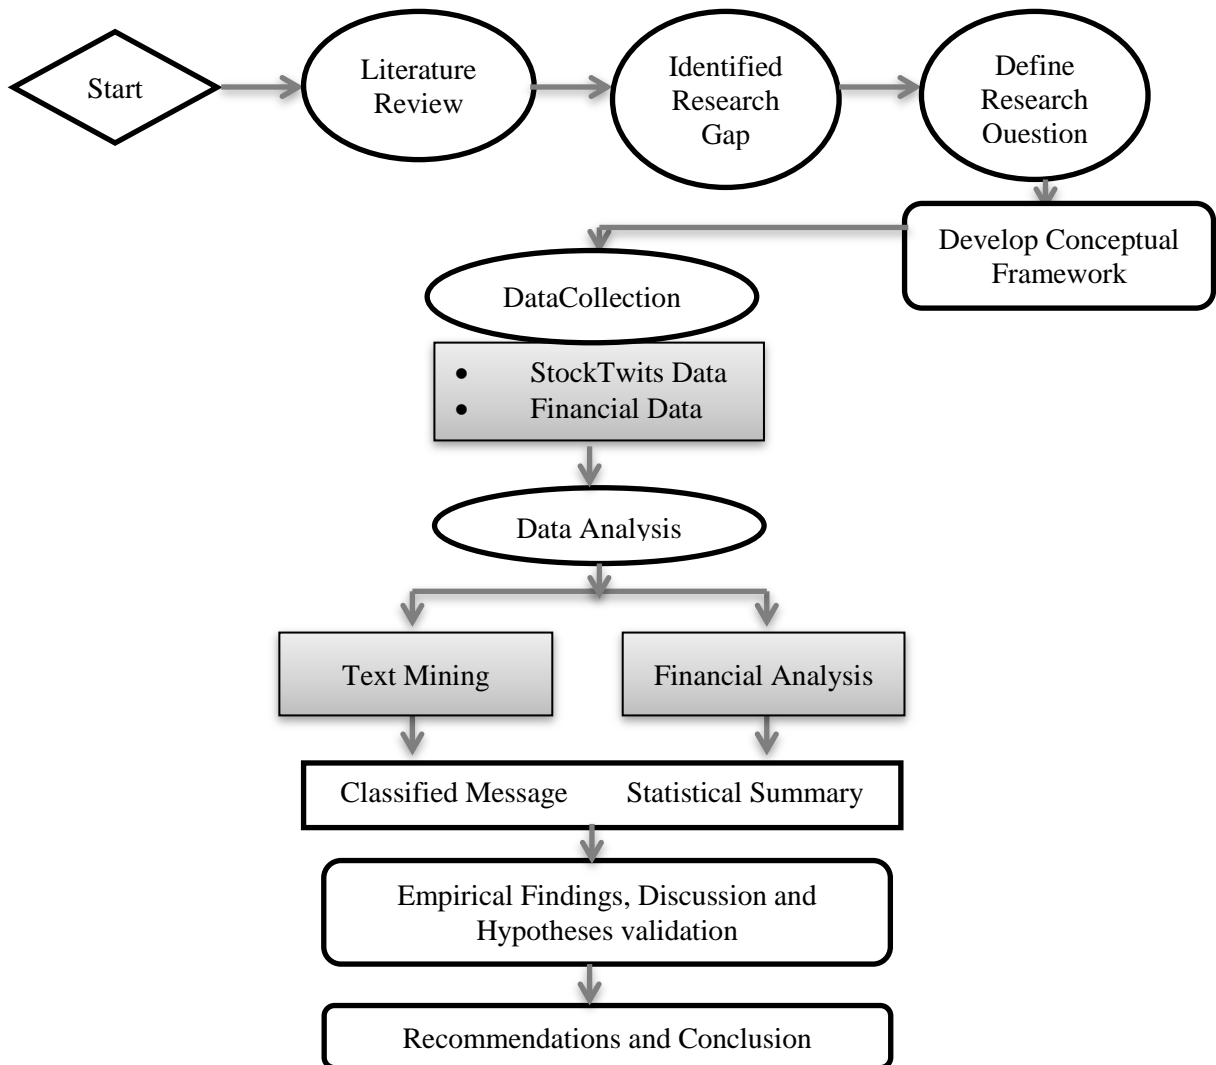 Start
Literature
Review
Identified
Research
Gap
Define
Research
Question
Develop Conceptual
Framework
DataCollection
• StockTwits Data
• Financial Data
Data Analysis
Text Mining
Financial Analysis
Classified Message
Statistical Summary
Empirical Findings, Discussion and
Hypotheses validation
Recommendations and Conclusion